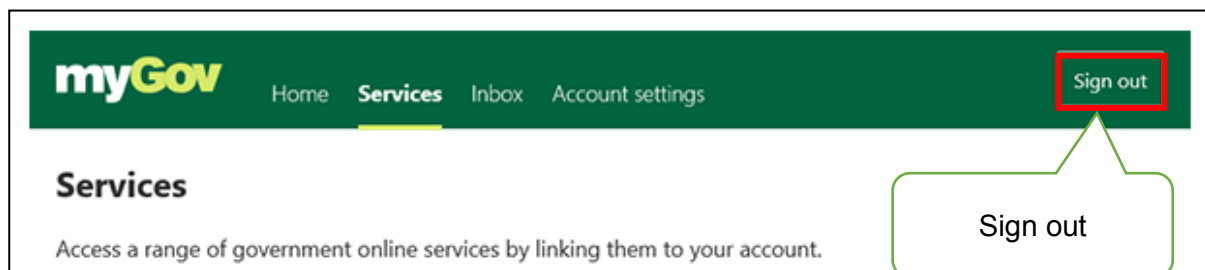 myGov Home Services Inbox Account settings Sign out
Services
Sign out
Access a range of government online services by linking them to your account.